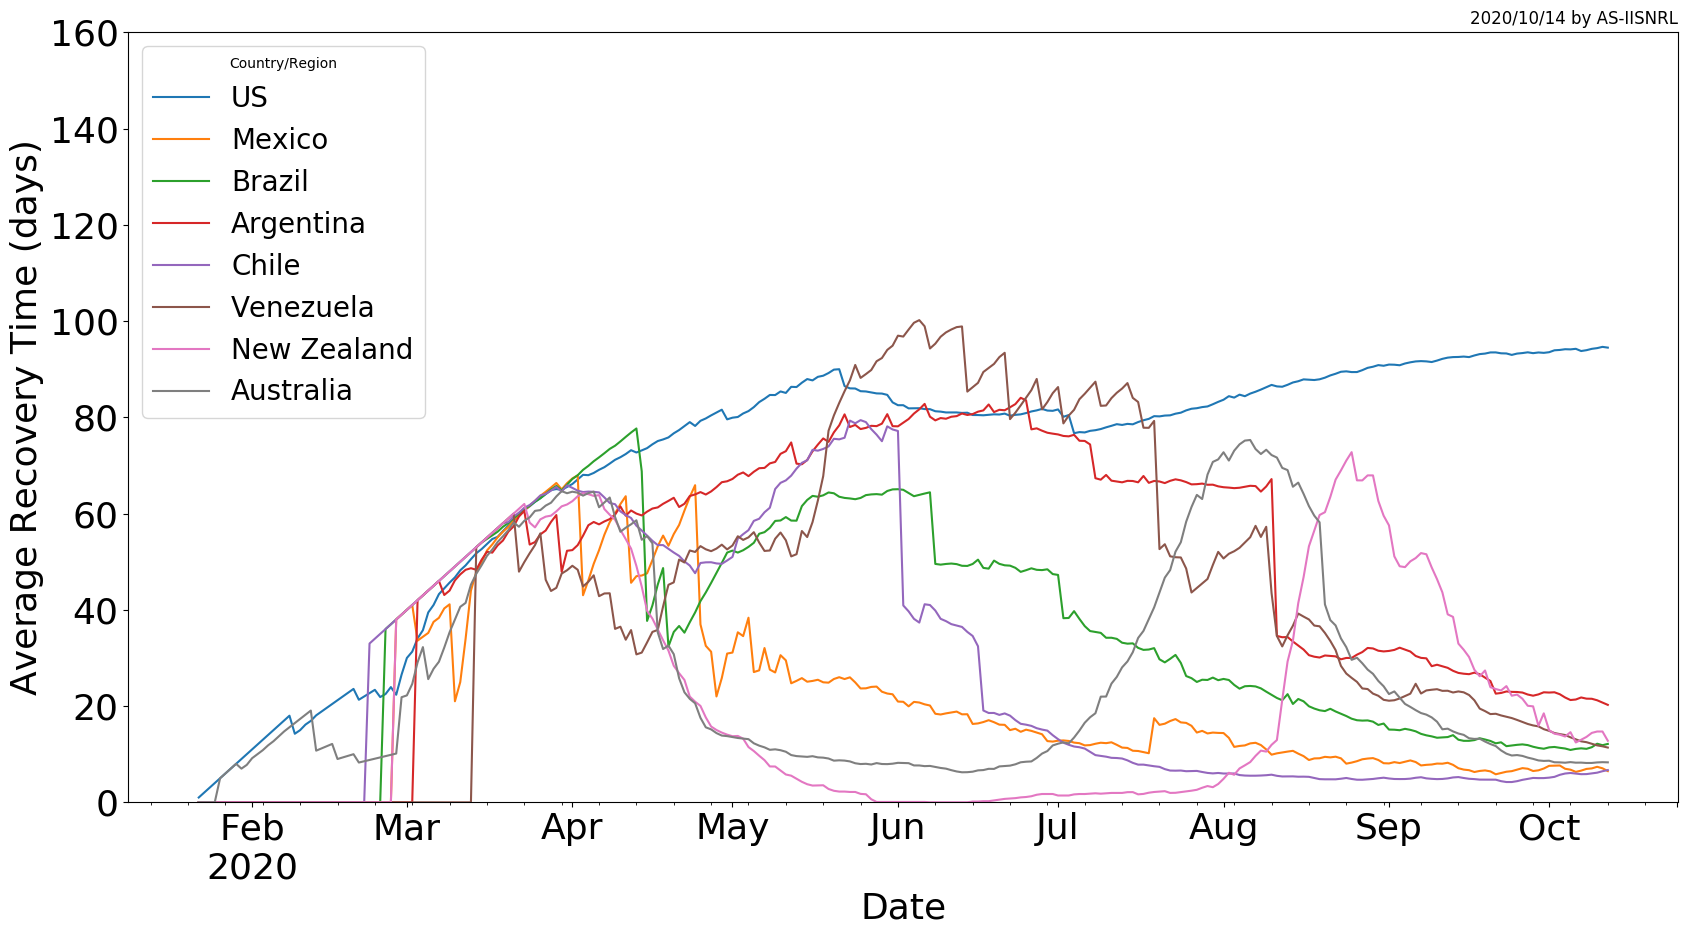 2020/10/14 by AS-IISNRL
160
140
120
100
80
60
40
20
0
Average Recovery Time (days)
Country/Region
US
Mexico
Brazil
Argentina
Chile
Venezuela
New Zealand
Australia
Feb Mar Apr May Jun Jul Aug Sep Oct
2020
Date